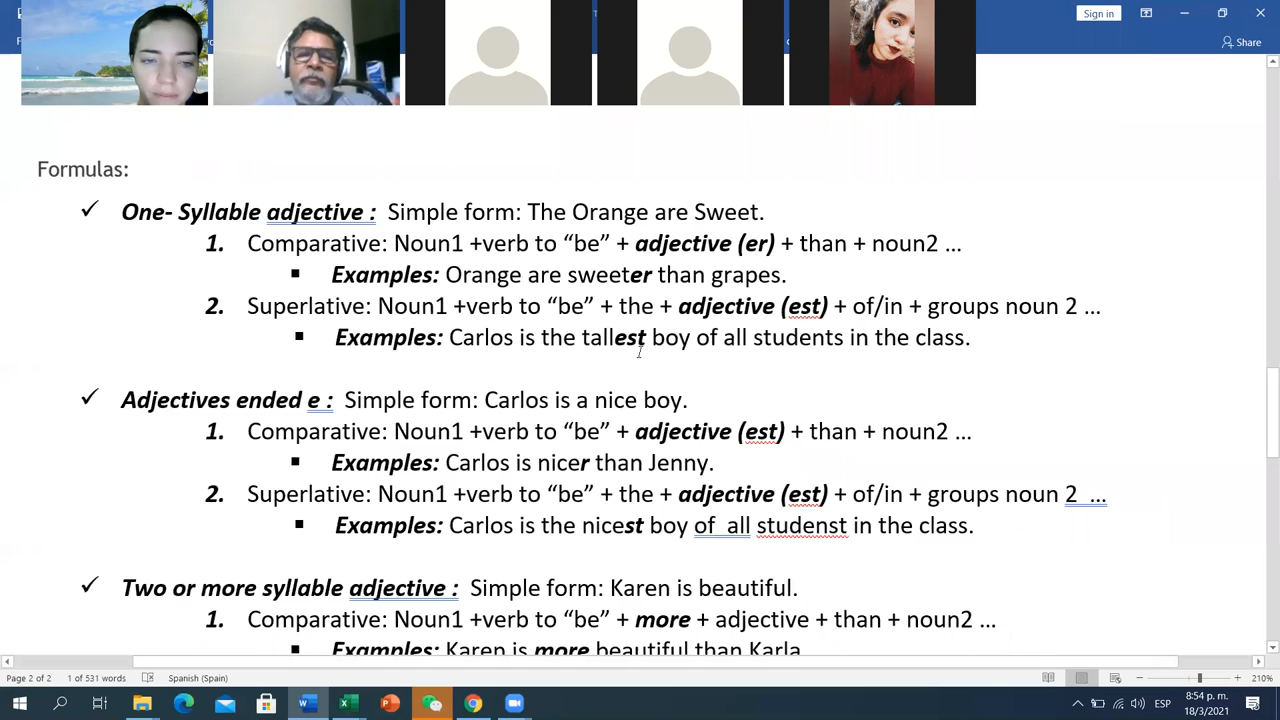 Sign in
Share
Formulas:
✓ One- Syllable adjective : Simple form: The Orange are Sweet.
1. Comparative: Noun1 +verb to “be” + adjective (er) + than + noun2 ...
▪ Examples: Orange are sweeter than grapes.
2. Superlative: Noun1 +verb to “be” + the + adjective (est) + of/in + groups noun 2 ...
▪ Examples: Carlos is the tallest boy of all students in the class.
✓ Adjectives ended e : Simple form: Carlos is a nice boy.
1. Comparative: Noun1 +verb to “be” + adjective (est) + than + noun2 ...
▪ Examples: Carlos is nicer than Jenny.
2. Superlative: Noun1 +verb to “be” + the + adjective (est) + of/in + groups noun 2 ...
▪ Examples: Carlos is the nicest boy of all studenst in the class.
✓ Two or more syllable adjective : Simple form: Karen is beautiful.
1. Comparative: Noun1 +verb to “be” + more + adjective + than + noun2 ...
▪ Examples: Karen is more beautiful than Karla
Page 2 of 2 1 of 531 words Spanish (Spain) 210%
ESP 8:54 p. m.
18/3/2021